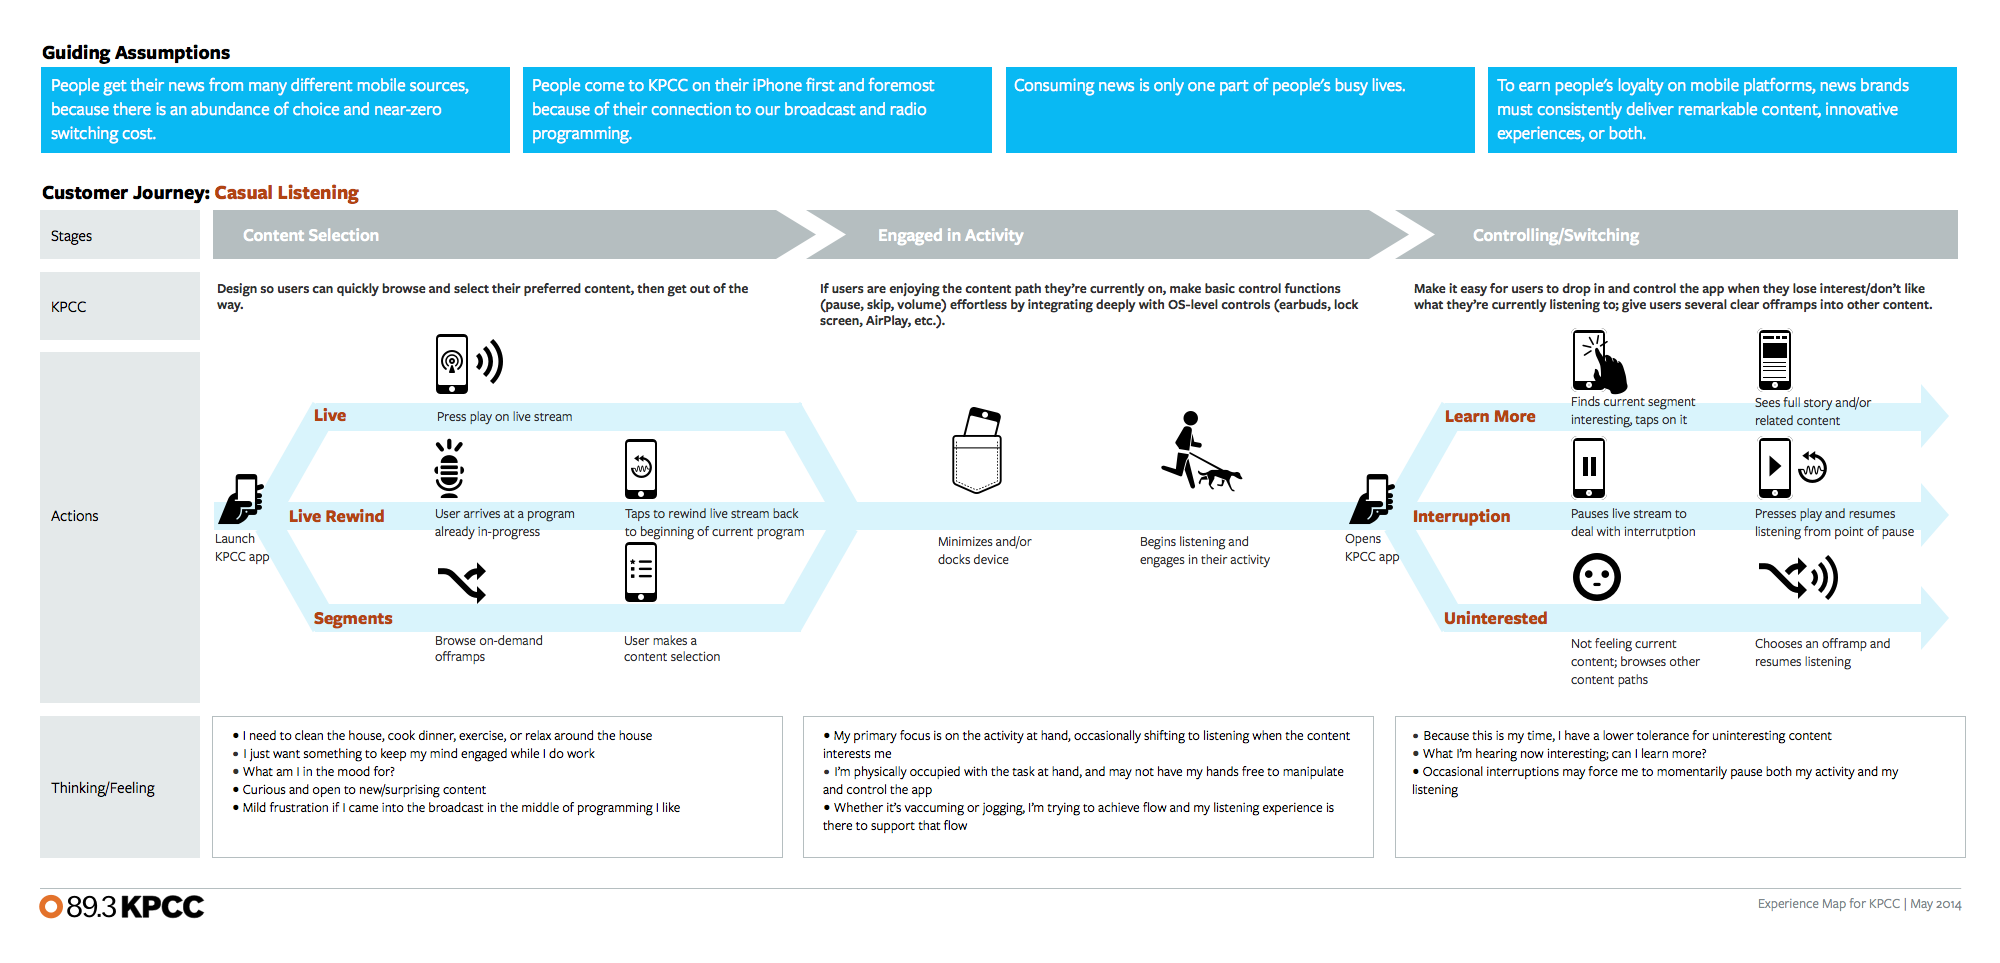 Guiding Assumptions
People get their news from many different mobile sources,
because there is an abundance of choice and near-zero
switching cost.
People come to KPCC on their iPhone first and foremost
because of their connection to our broadcast and radio
programming.
Consuming news is only one part of people's busy lives.
To earn people's loyalty on mobile platforms, news brands
must consistently deliver remarkable content, innovative
experiences, or both.
Customer Journey: Casual Listening
Stages
Content Selection
Engaged in Activity
Controlling/Switching
KPCC
Design so users can quickly browse and select their preferred content, then get out of the
way.
If users are enjoying the content path they're currently on, make basic control functions
(pause, skip, volume) effortless by integrating deeply with OS-level controls (earbuds, lock
screen, AirPlay, etc.).
Make it easy for users to drop in and control the app when they lose interest/don't like
what they're currently listening to; give users several clear offramps into other content.
Actions
Launch
KPCC app
Live
Press play on live stream
Live Rewind
User arrives at a program
already in-progress
Taps to rewind live stream back
to beginning of current program
Segments
Browse on-demand
offramps
User makes a
content selection
Minimizes and/or
docks device
Begins listening and
engages in their activity
Opens
KPCC app
Learn More
Finds current segment
interesting, taps on it
Sees full story and/or
related content
Interruption
Pauses live stream to
deal with interrutption
Presses play and resumes
listening from point of pause
Uninterested
Not feeling current
content; browses other
content paths
Chooses an offramp and
resumes listening
Thinking/Feeling
• I need to clean the house, cook dinner, exercise, or relax around the house
• I just want something to keep my mind engaged while I do work
• What am I in the mood for?
• Curious and open to new/surprising content
• Mild frustration if I came into the broadcast in the middle of programming I like
• My primary focus is on the activity at hand, occasionally shifting to listening when the content
interests me
• I'm physically occupied with the task at hand, and may not have my hands free to manipulate
and control the app
• Whether it's vaccuming or jogging, I'm trying to achieve flow and my listening experience is
there to support that flow
• Because this is my time, I have a lower tolerance for uninteresting content
• What I'm hearing now interesting; can I learn more?
• Occasional interruptions may force me to momentarily pause both my activity and my
listening
89.3 KPCC
Experience Map for KPCC | May 2014